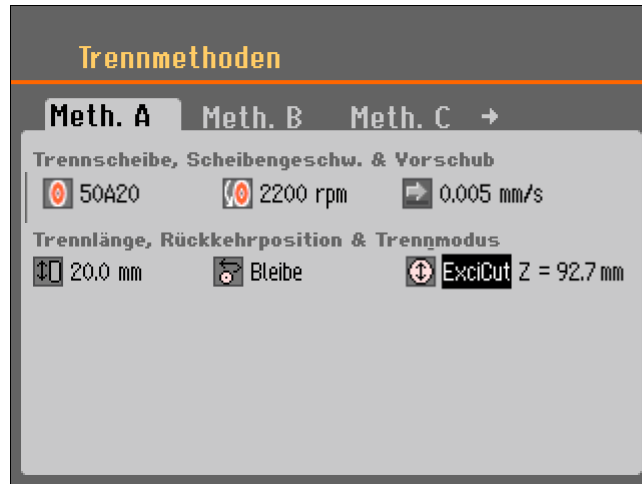 Trennmethoden
Meth. A Meth. B Meth. C →
Trennscheibe, Scheibengeschw. & Vorschub
50A20 2200 rpm 0.005 mm/s
Trennlänge, Rückkehrposition & Trennmodus
20.0 mm Bleibe ExciCut Z = 92.7 mm